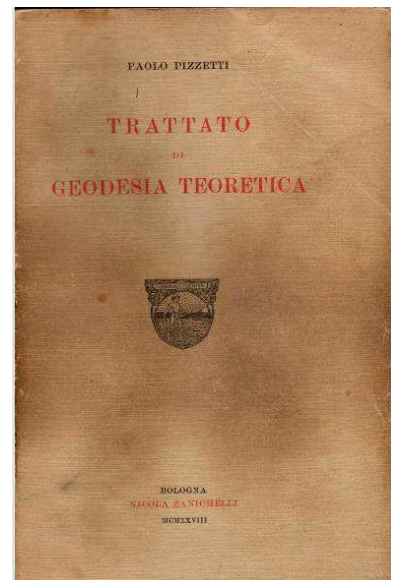 PAOLO PIZZETTI
TRATTATO
DI
GEODESIA TEORETICA
BOLOGNA
NICOLA ZANICHELLI
MCMXXVIII